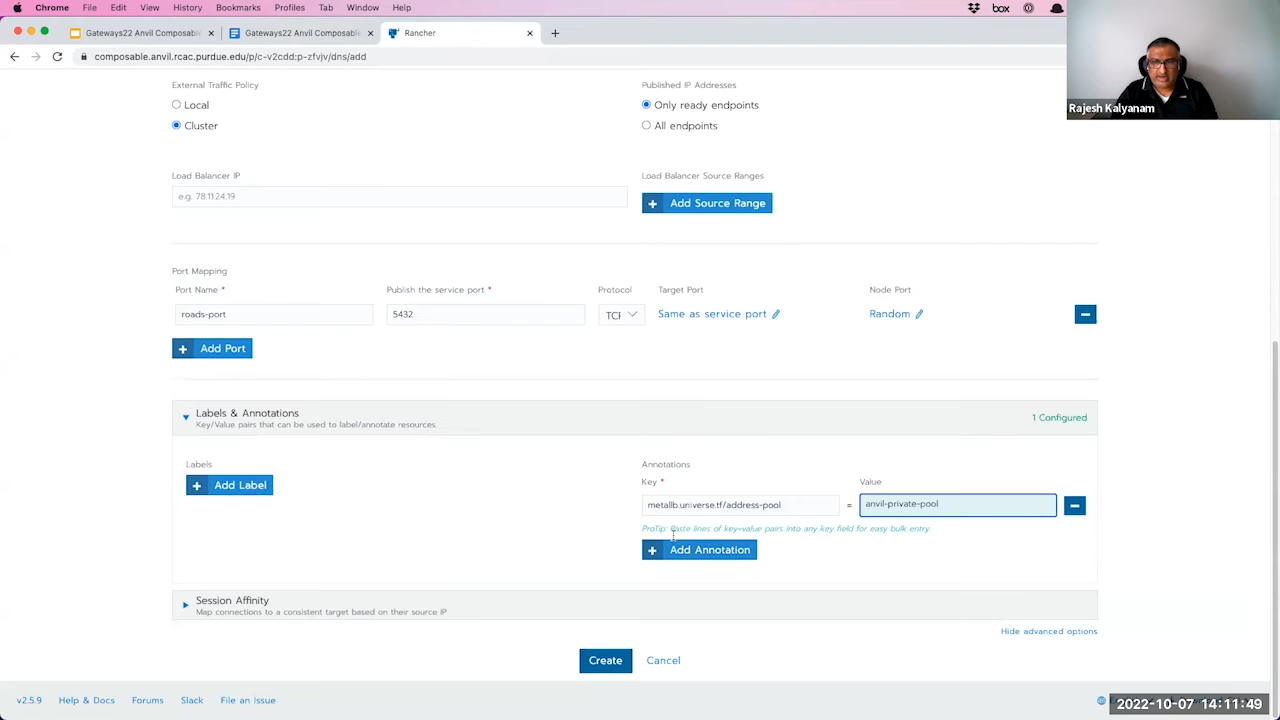 Chrome File Edit View History Bookmarks Profiles Tab Window Help
box
Gateways22 Anvil Composable
Gateways22 Anvil Composable
Rancher
composable.anvil.rcac.purdue.edu/p/c-v2cdd:p-zfvjv/dns/add
Rajesh Kalyanam
External Traffic Policy
Published IP Addresses
Local
Only ready endpoints
Cluster
All endpoints
Load Balancer IP
Load Balancer Source Ranges
e.g. 78.11.24.19
+ Add Source Range
Port Mapping
Port Name *
Publish the service port *
Protocol
Target Port
Node Port
roads-port
5432
TCP
Same as service port
Random
+ Add Port
Labels & Annotations
Key/Value pairs that can be used to label/annotate resources.
1 Configured
Labels
Annotations
+ Add Label
Key *
Value
metallb.universe.tf/address-pool
=
anvil-private-pool
ProTip: Paste lines of key=value pairs into any key field for easy bulk entry.
+ Add Annotation
Session Affinity
Map connections to a consistent target based on their source IP
Hide advanced options
Create
Cancel
v2.5.9
Help & Docs
Forums
Slack
File an Issue
2022-10-07 14:11:49